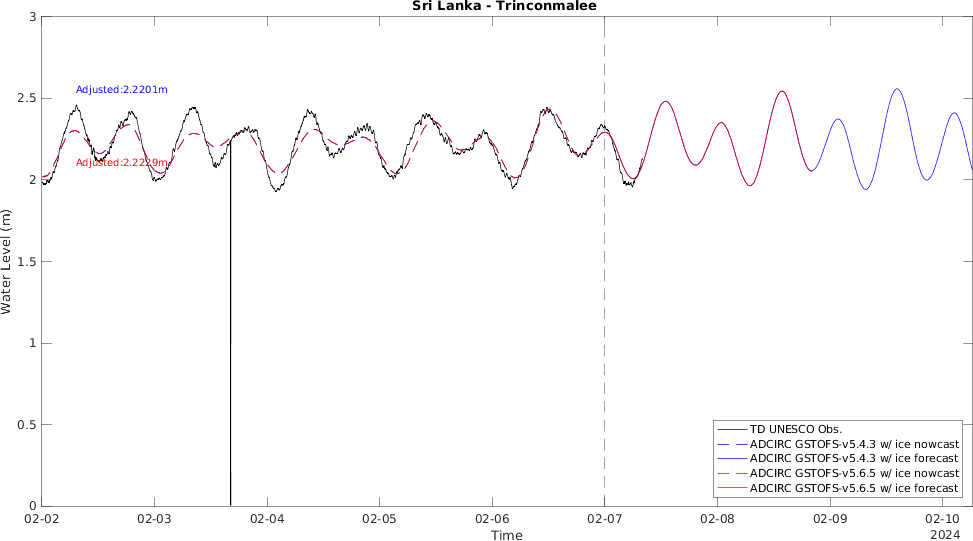 Sri Lanka - Trinconmalee
3
2.5
2
1.5
1
0.5
0
Water Level (m)
Adjusted:2.2201m
Adjusted:2.2229m
TD UNESCO Obs.
ADCIRC GSTOFS-v5.4.3 w/ ice nowcast
ADCIRC GSTOFS-v5.4.3 w/ ice forecast
ADCIRC GSTOFS-v5.6.5 w/ ice nowcast
ADCIRC GSTOFS-v5.6.5 w/ ice forecast
02-02 02-03 02-04 02-05 02-06 02-07 02-08 02-09 02-10
Time
2024